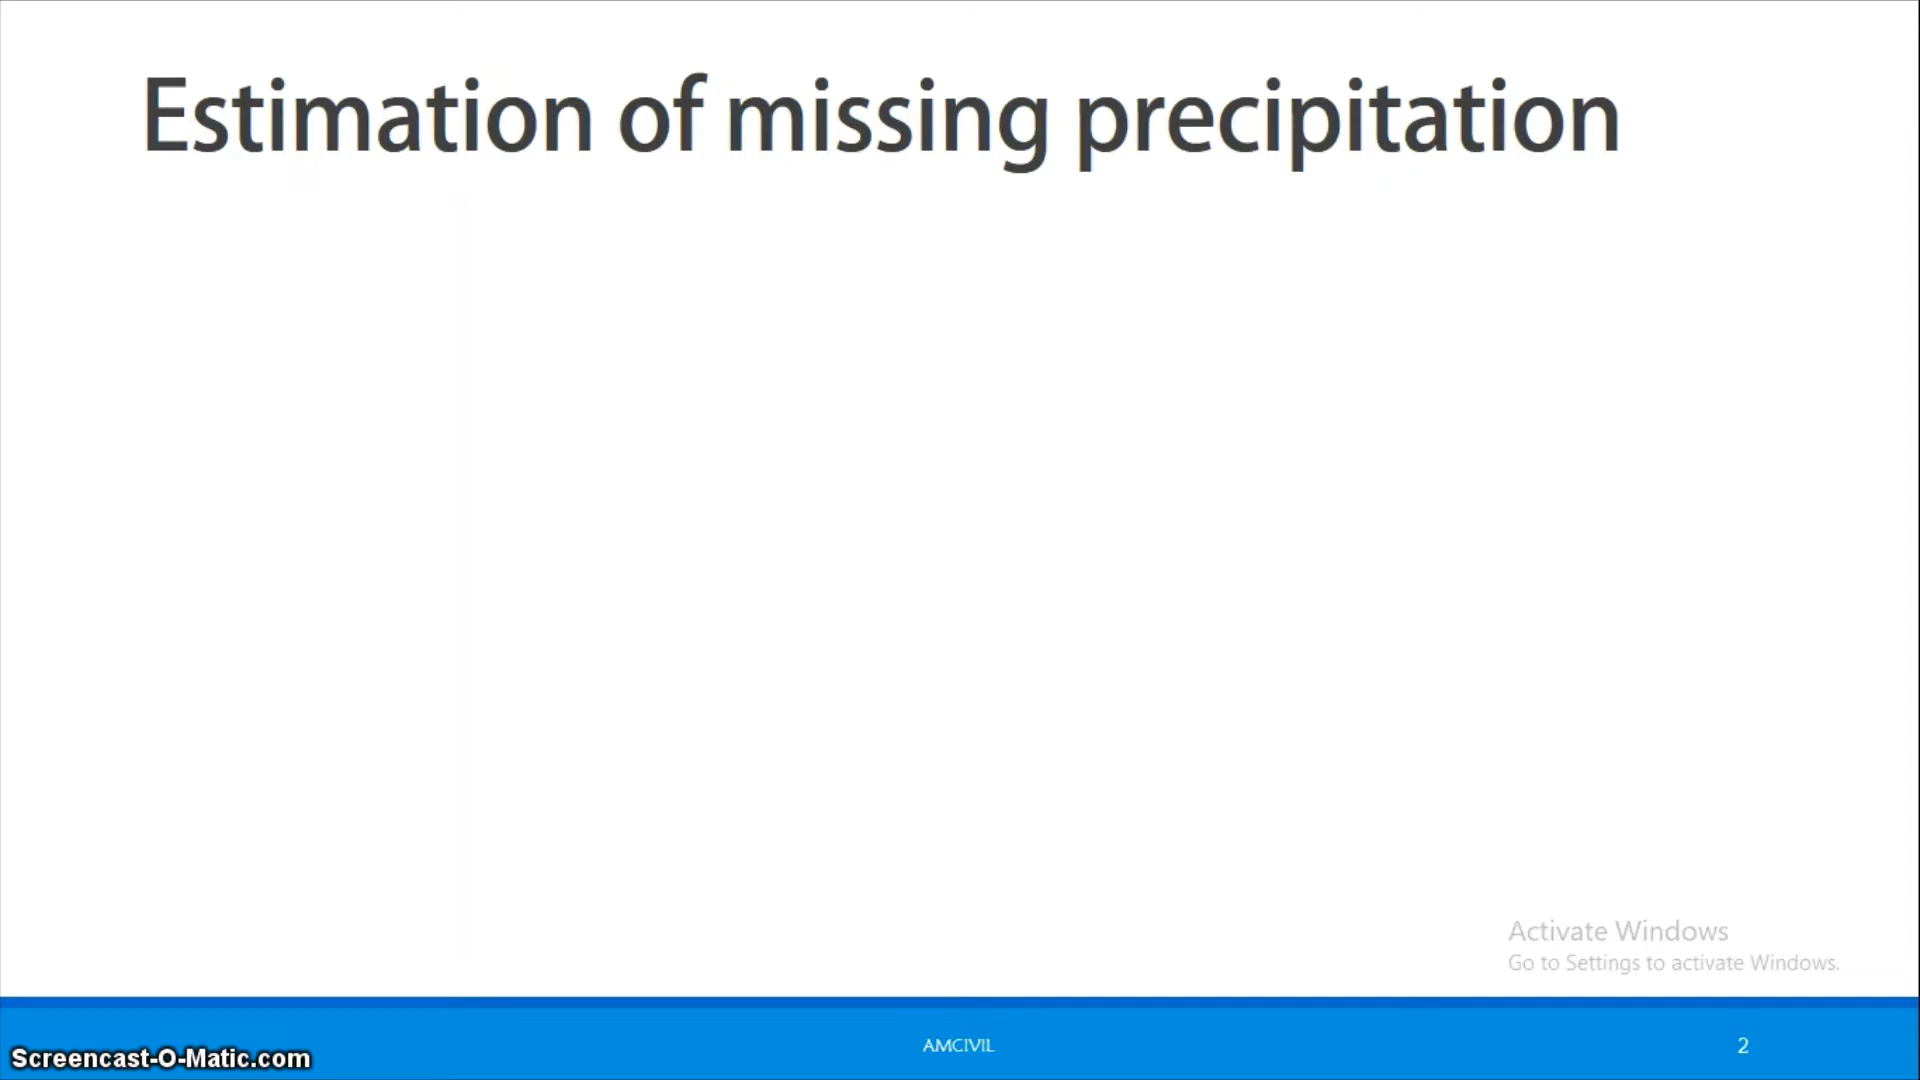 Estimation of missing precipitation
Activate Windows
Go to Settings to activate Windows.
AMCIVIL
2
Screencast-O-Matic.com